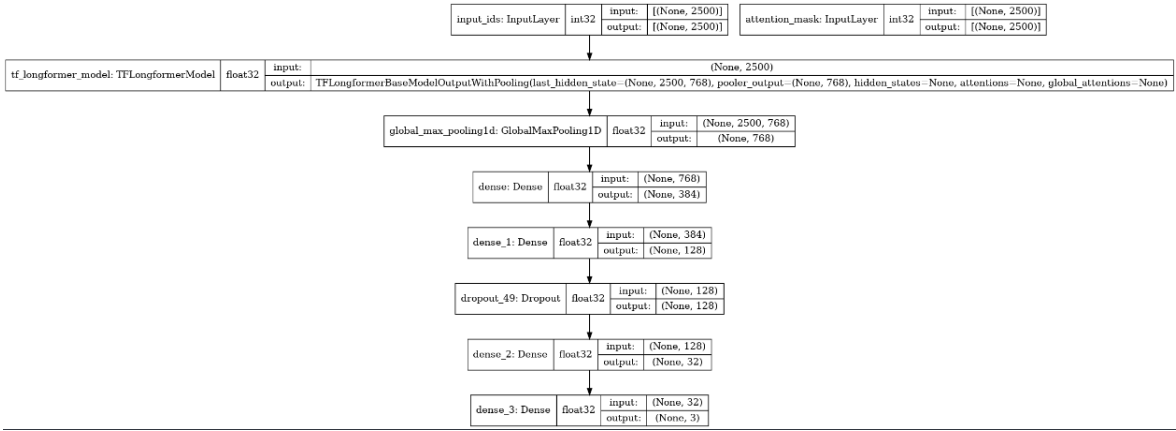 input_ids: InputLayer int32 input: [(None, 2500)] output: [(None, 2500)]
attention_mask: InputLayer int32 input: [(None, 2500)] output: [(None, 2500)]
tf_longformer_model: TFLongformerModel float32 input: (None, 2500)
output: TFLongformerBaseModelOutputWithPooling(last_hidden_state=(None, 2500, 768), pooler_output=(None, 768), hidden_states=None, attentions=None, global_attentions=None)
global_max_pooling1d: GlobalMaxPooling1D float32 input: (None, 2500, 768)
output: (None, 768)
dense: Dense float32 input: (None, 768)
output: (None, 384)
dense_1: Dense float32 input: (None, 384)
output: (None, 128)
dropout_49: Dropout float32 input: (None, 128)
output: (None, 128)
dense_2: Dense float32 input: (None, 128)
output: (None, 32)
dense_3: Dense float32 input: (None, 32)
output: (None, 3)